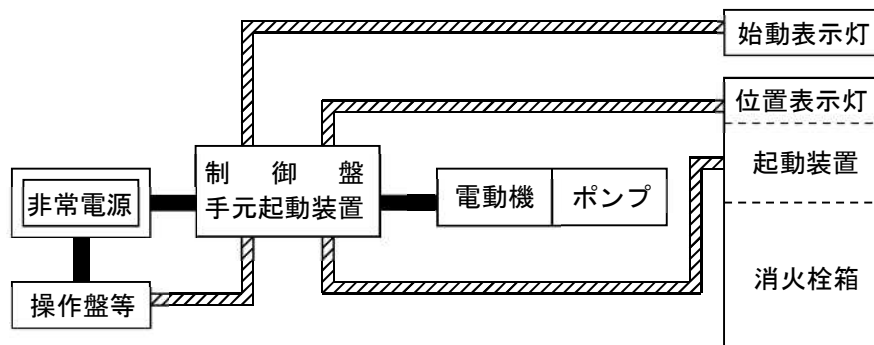 始動表示灯
位置表示灯
起動装置
消火栓箱
制御盤
手元起動装置
非常電源
電動機
ポンプ
操作盤等